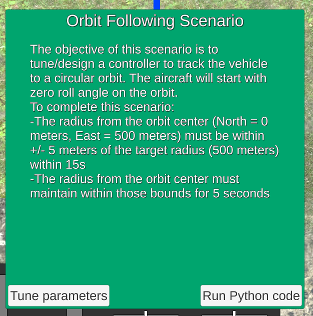 Orbit Following Scenario
The objective of this scenario is to
tune/design a controller to track the vehicle
to a circular orbit. The aircraft will start with
zero roll angle on the orbit.
To complete this scenario:
-The radius from the orbit center (North = 0
meters, East = 500 meters) must be within
+/- 5 meters of the target radius (500 meters)
within 15s
-The radius from the orbit center must
maintain within those bounds for 5 seconds
Tune parameters
Run Python code